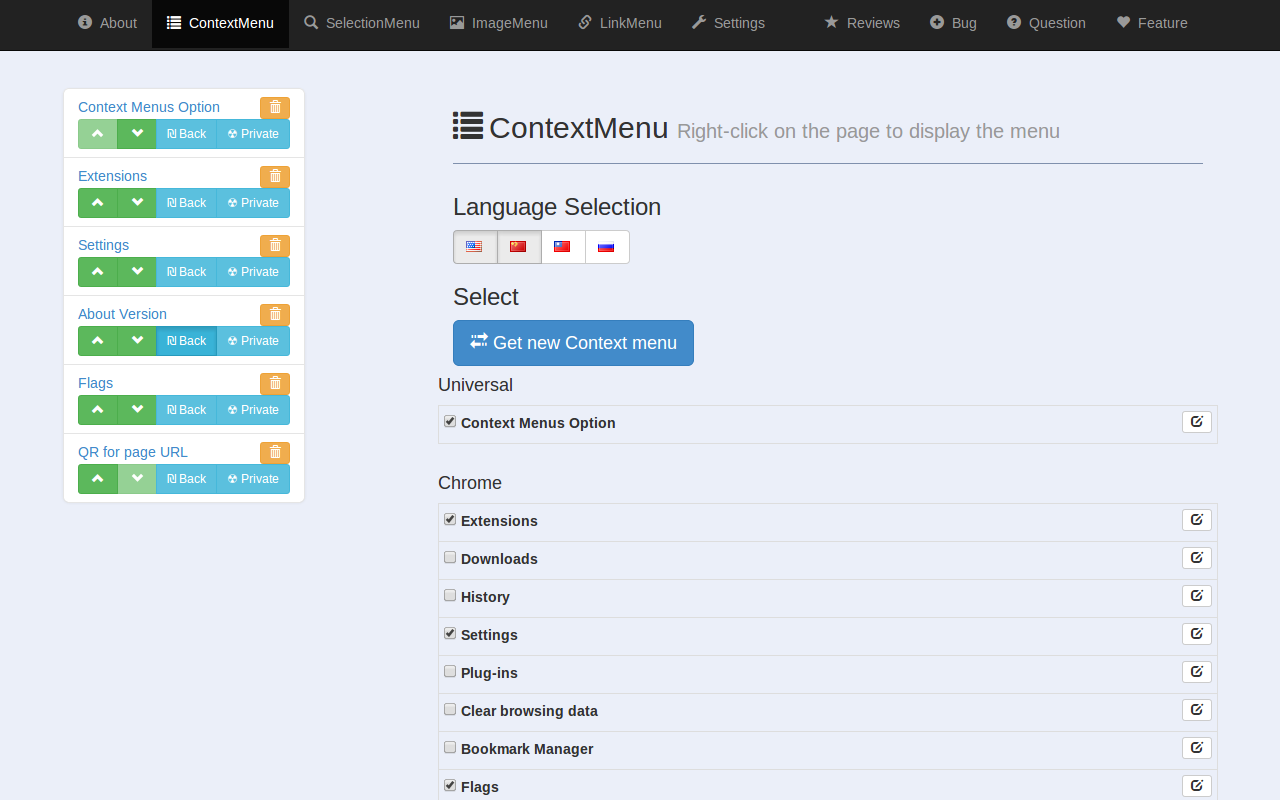 About ContextMenu SelectionMenu ImageMenu LinkMenu Settings Reviews Bug Question Feature
Context Menus Option
Back Private
Extensions
Back Private
Settings
Back Private
About Version
Back Private
Flags
Back Private
QR for page URL
Back Private
ContextMenu Right-click on the page to display the menu
Language Selection
Select
Get new Context menu
Universal
Context Menus Option
Chrome
Extensions
Downloads
History
Settings
Plug-ins
Clear browsing data
Bookmark Manager
Flags